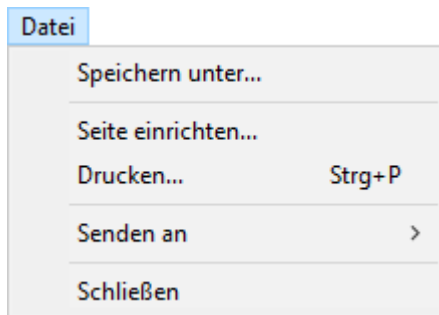 Datei
Speichern unter...
Seite einrichten...
Drucken... Strg+P
Senden an >
Schließen